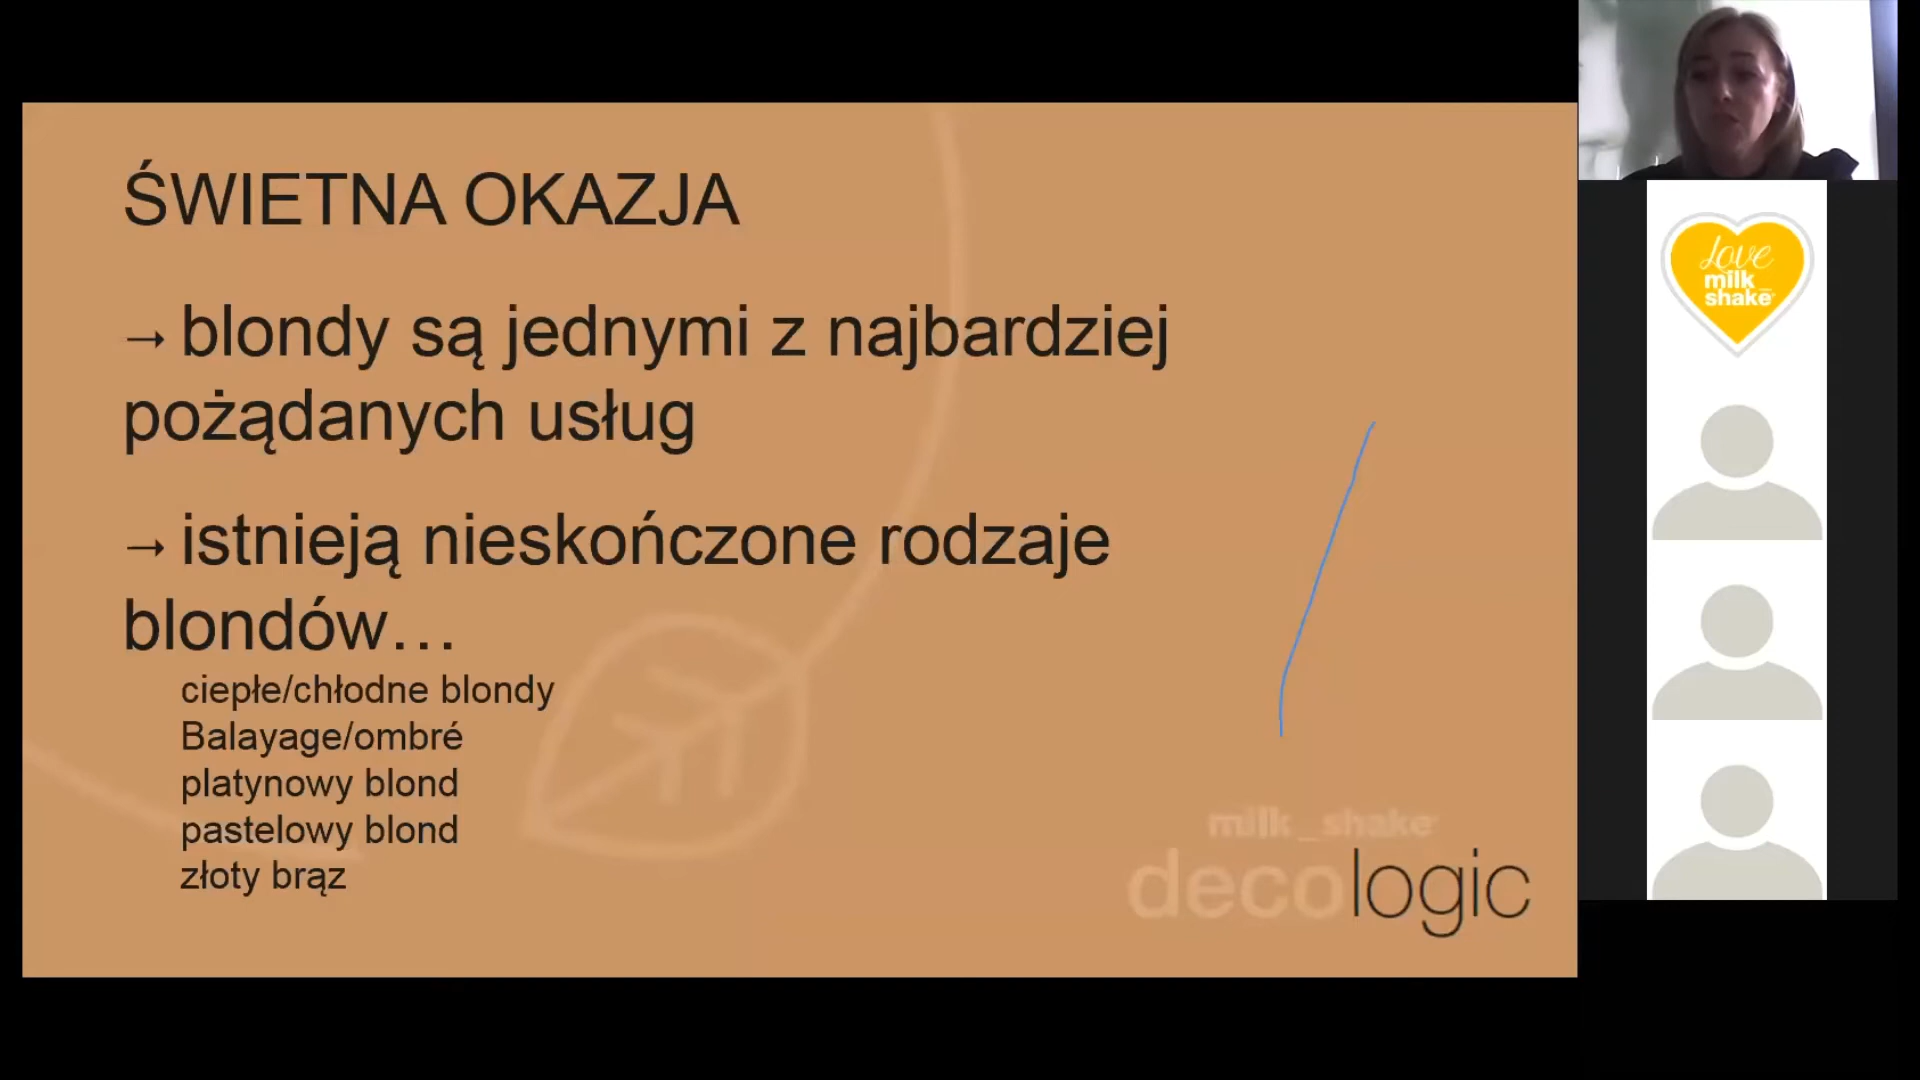 ŚWIETNA OKAZJA
→ blondy są jednymi z najbardziej
pożądanych usług
→ istnieją nieskończone rodzaje
blondów…
ciepłe/chłodne blondy
Balayage/ombré
platynowy blond
pastelowy blond
złoty brąz
milk_shake
decologic
Love
milk
shake